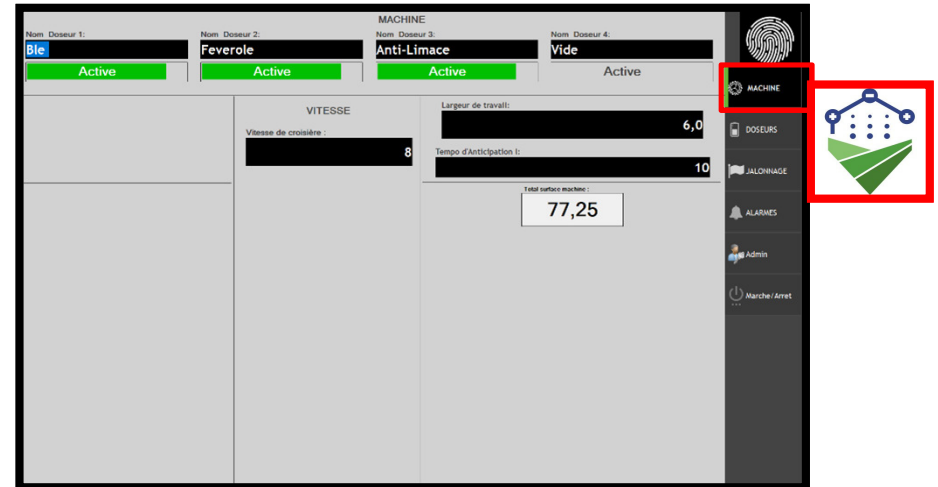 MACHINE
Nom Doseur 1:
Nom Doseur 2:
Nom Doseur 3:
Nom Doseur 4:
Ble
Feverole
Anti-Limace
Vide
Active
Active
Active
Active
VITESSE
Vitesse de croisière :
8
Largeur de travail:
6,0
Tempo d'Anticipation I:
10
Total surface machine :
77,25
MACHINE
DOSEURS
JALONNAGE
ALARMES
Admin
Marche/Arret